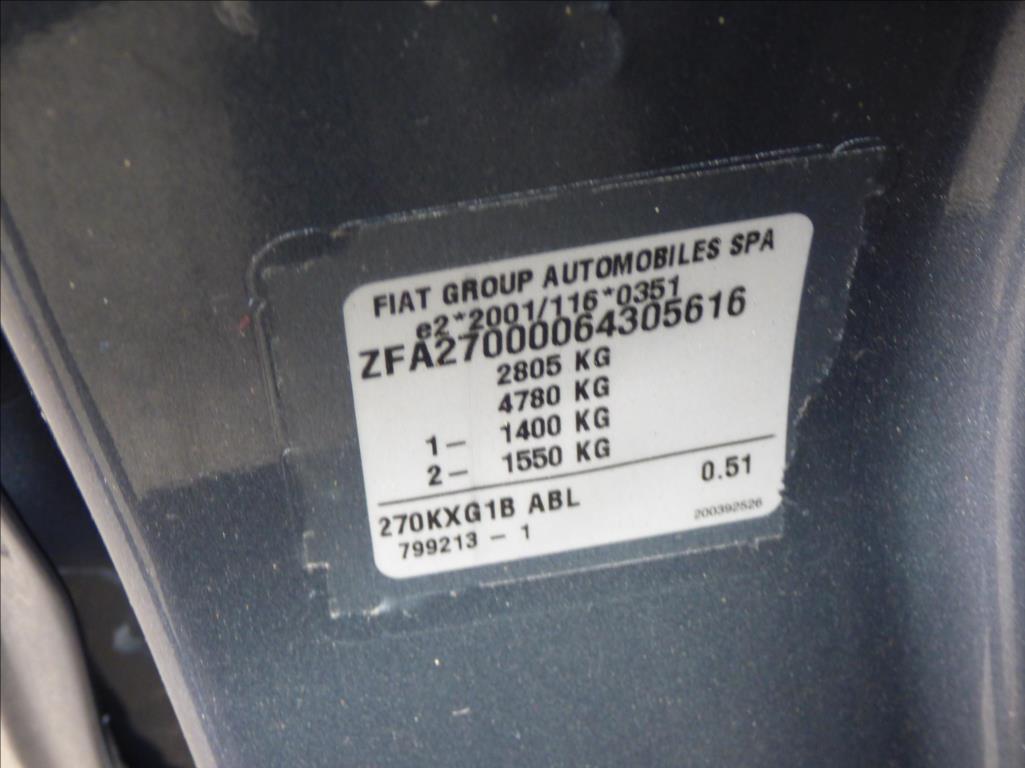 FIAT GROUP AUTOMOBILES SPA
e2*2001/116*0351
ZFA27000064305616
2805 KG
4780 KG
1- 1400 KG
2- 1550 KG
270KXG1B ABL 0.51
799213 - 1 200392526